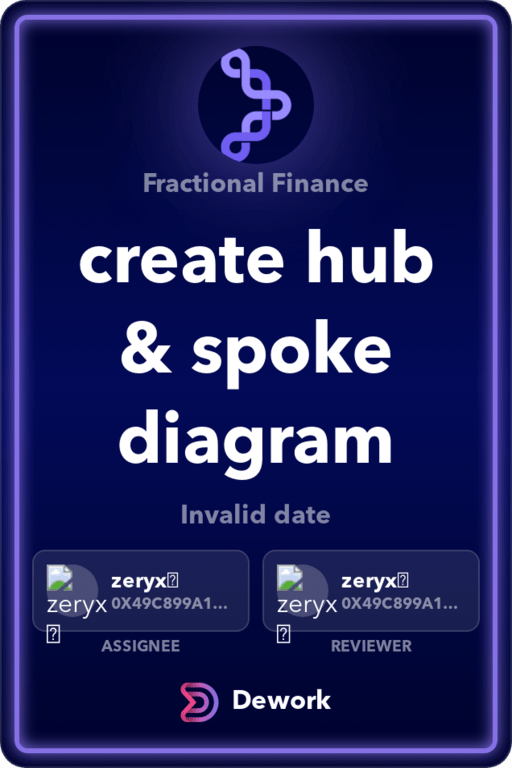 Fractional Finance
create hub
& spoke
diagram
Invalid date
zeryx
0X49C899A1...
zeryx
ASSIGNEE
zeryx
0X49C899A1...
zeryx
REVIEWER
Dework